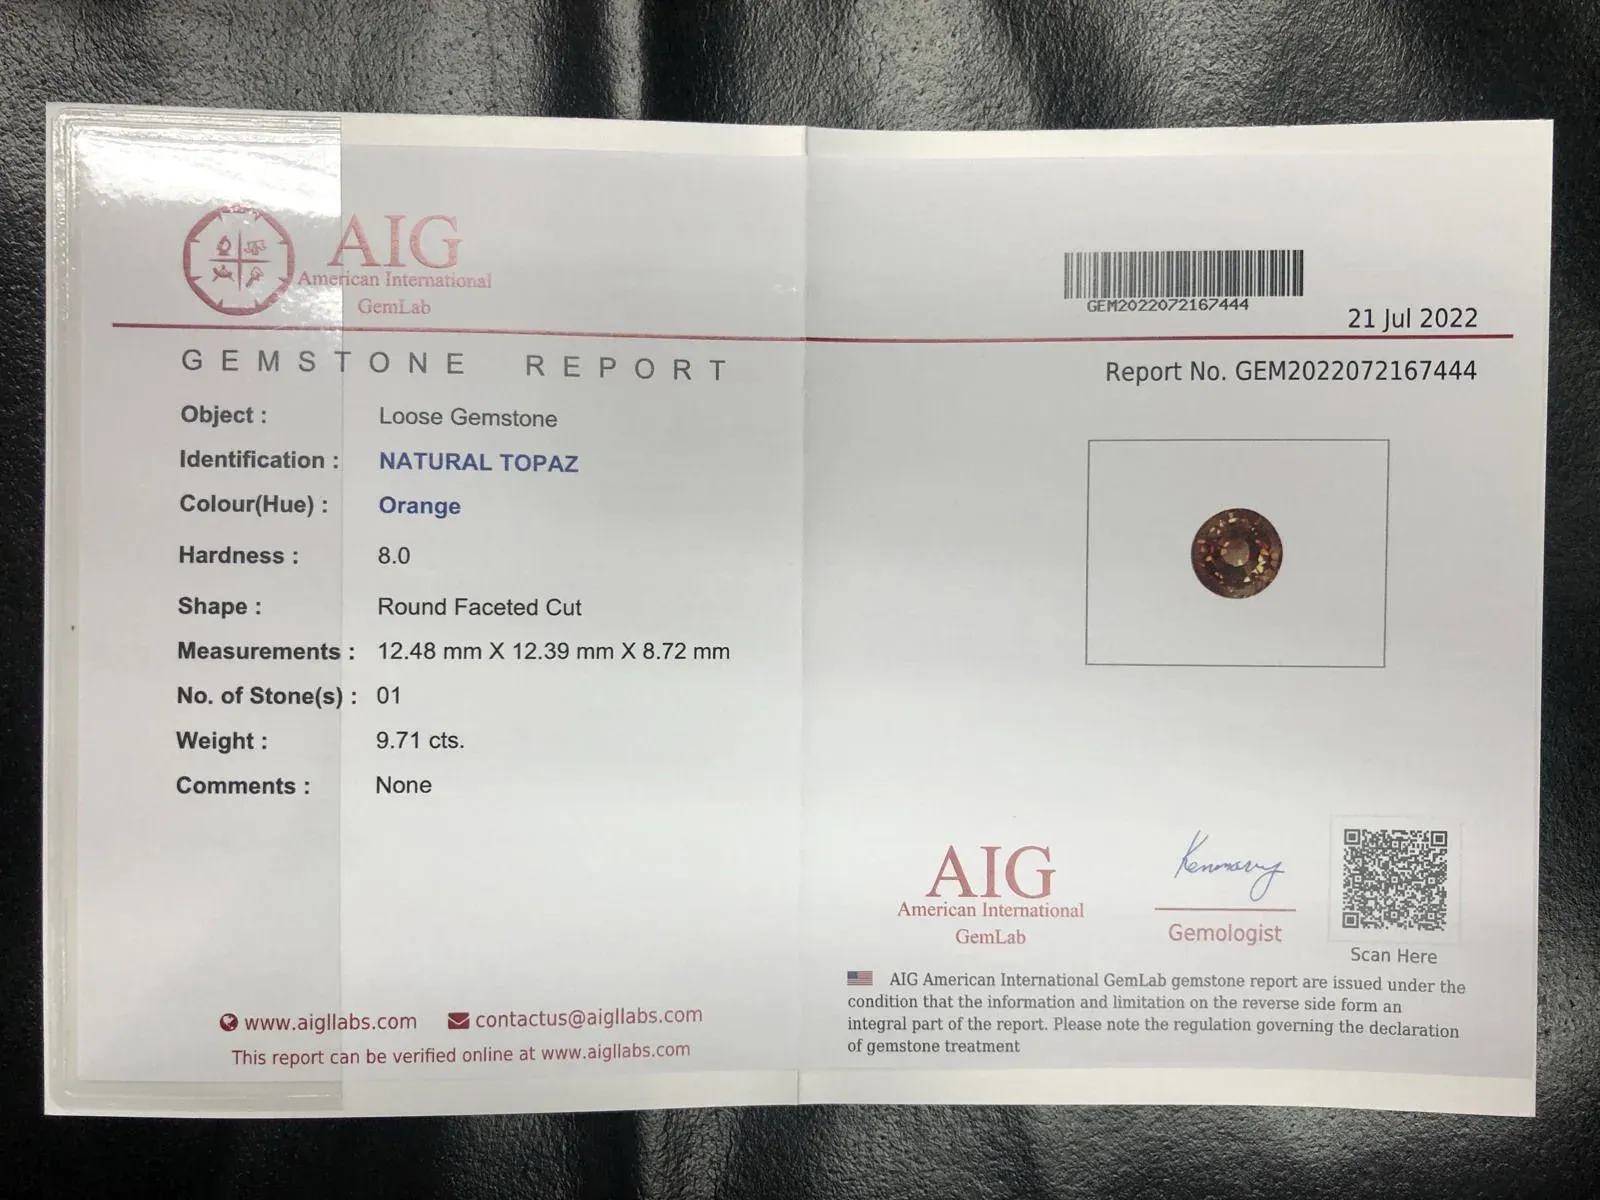 AIG
American International
GemLab
GEM2022072167444
21 Jul 2022
GEMSTONE REPORT
Report No. GEM2022072167444
Object : Loose Gemstone
Identification : NATURAL TOPAZ
Colour(Hue) : Orange
Hardness : 8.0
Shape : Round Faceted Cut
Measurements : 12.48 mm X 12.39 mm X 8.72 mm
No. of Stone(s) : 01
Weight : 9.71 cts.
Comments : None
www.aigllabs.com contactus@aigllabs.com
This report can be verified online at www.aigllabs.com
AIG
American International
GemLab
Gemologist
Scan Here
AIG American International GemLab gemstone report are issued under the
condition that the information and limitation on the reverse side form an
integral part of the report. Please note the regulation governing the declaration
of gemstone treatment